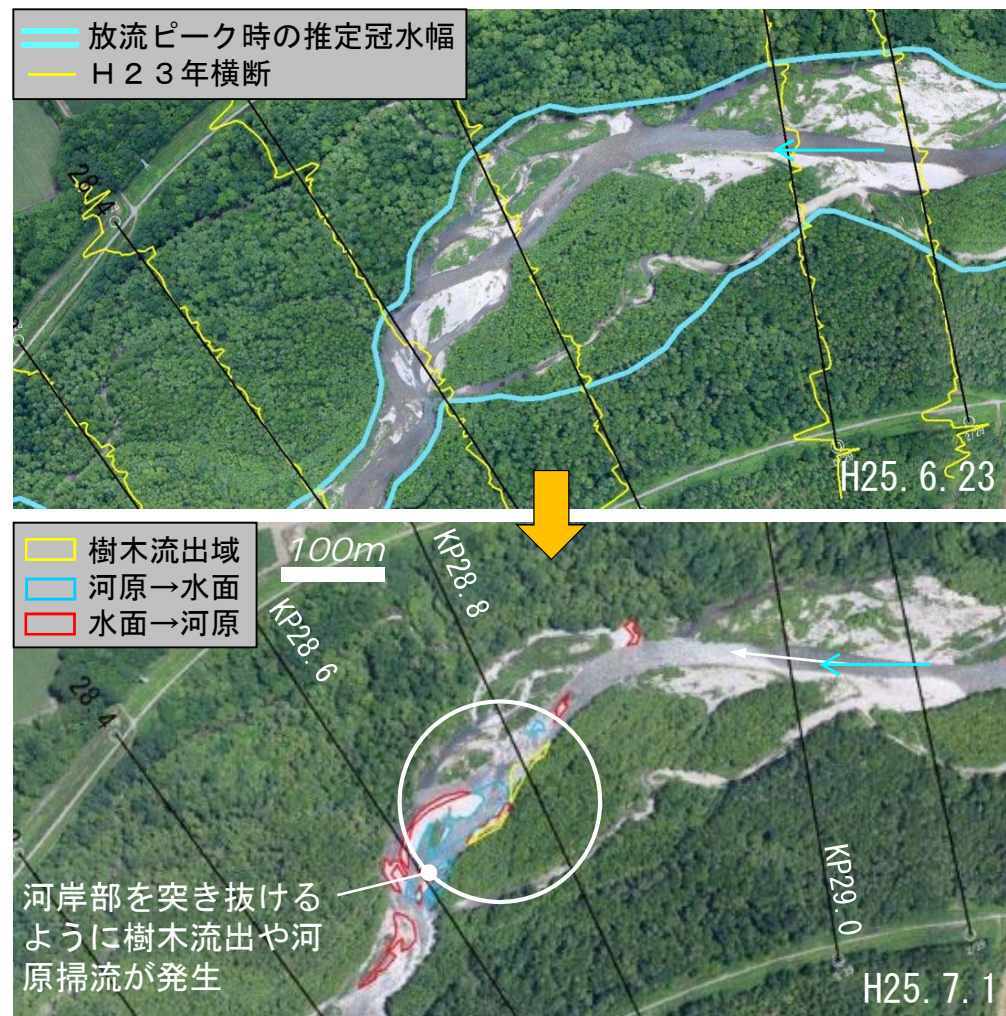 放流ピーク時の推定冠水幅
Ｈ２３年横断
28.4
H25.6.23
樹木流出域
河原→水面
水面→河原
100m
KP28.6
KP28.8
28.4
KP29.0
河岸部を突き抜ける
ように樹木流出や河
原掃流が発生
H25.7.1